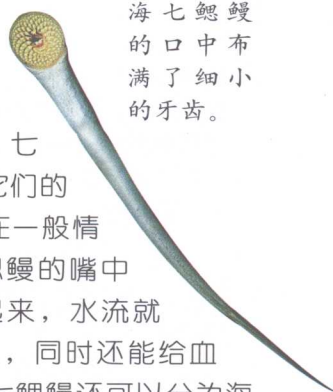 海七鳃鳗
的口中布
满了细小
的牙齿。
七
它们的
在一般情
鳃鳗的嘴中
起来，水流就
，同时还能给血
七鳃鳗还可以分为海